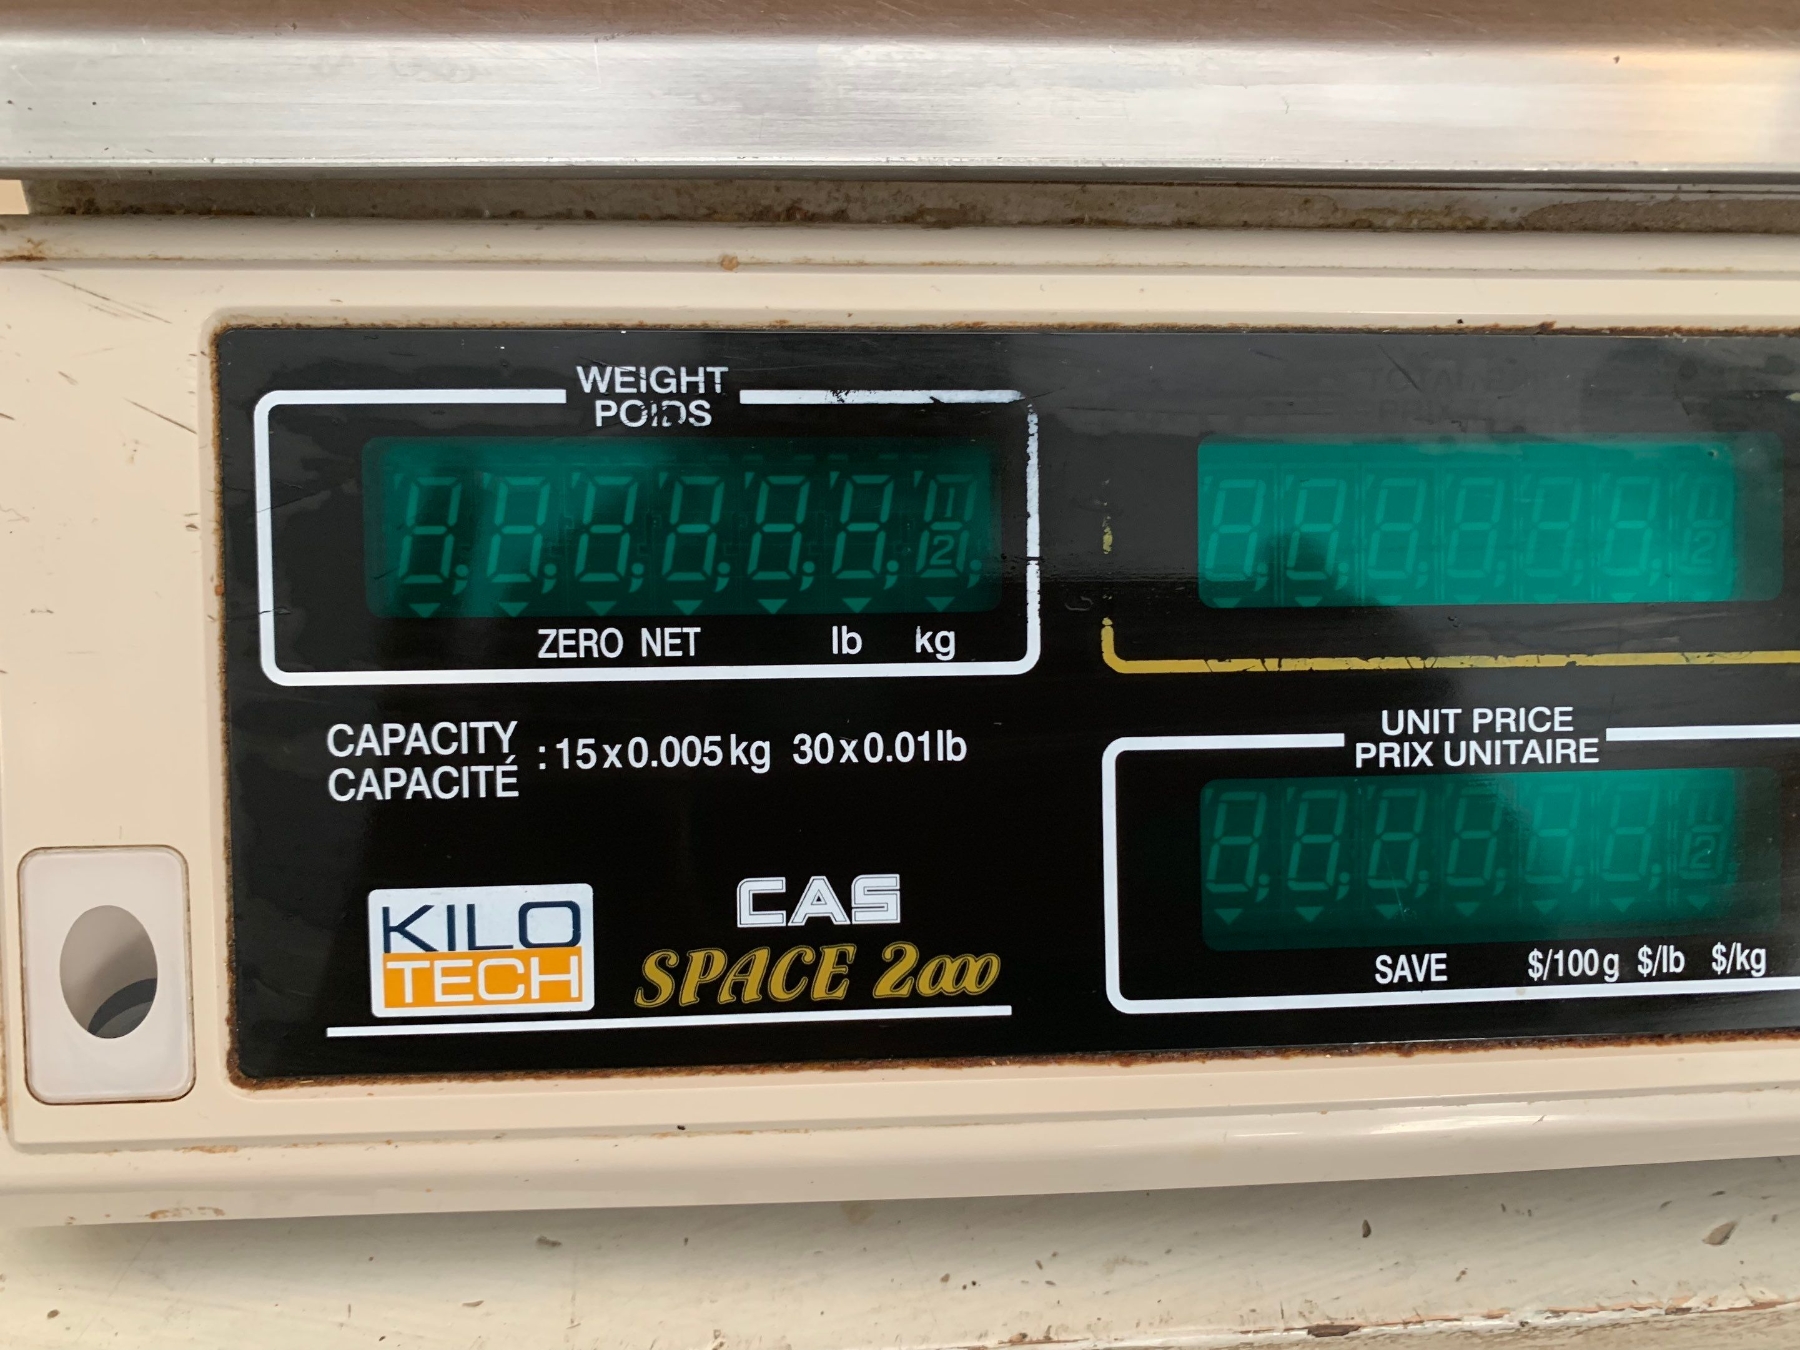 WEIGHT
POIDS
ZERO NET lb kg
CAPACITY
CAPACITÉ
: 15 x 0.005 kg 30 x 0.01 lb
KILO
TECH
CAS
SPACE 2000
UNIT PRICE
PRIX UNITAIRE
SAVE $/100g $/lb $/kg